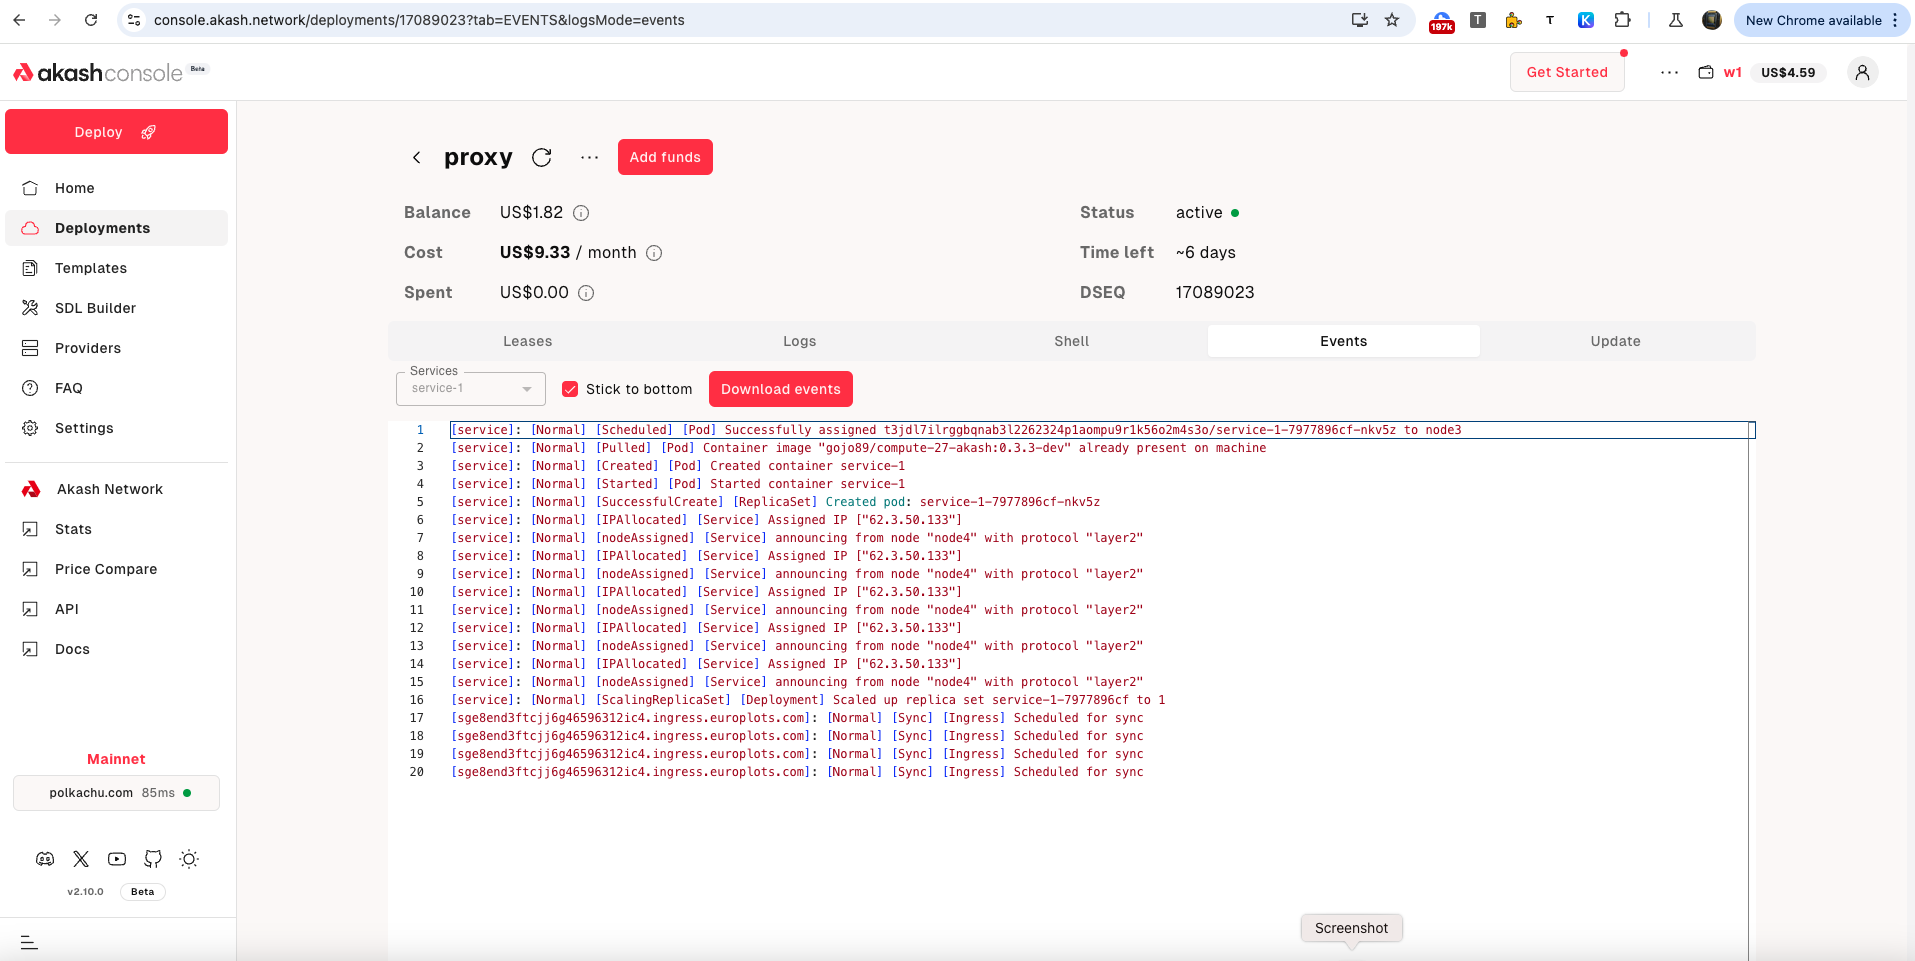 console.akash.network/deployments/17089023?tab=EVENTS&logsMode=events
197k
T
T
K
New Chrome available
akashconsole Beta
Get Started
w1
US$4.59
Deploy
Home
Deployments
Templates
SDL Builder
Providers
FAQ
Settings
Akash Network
Stats
Price Compare
API
Docs
Mainnet
polkachu.com 85ms
v2.10.0
Beta
proxy
Add funds
Balance US$1.82
Cost US$9.33 / month
Spent US$0.00
Status active
Time left ~6 days
DSEQ 17089023
Leases
Logs
Shell
Events
Update
Services
service-1
Stick to bottom
Download events
1 [service]: [Normal] [Scheduled] [Pod] Successfully assigned t3jdl7ilrggbqnab3l2262324p1aompu9r1k56o2m4s3o/service-1-7977896cf-nkv5z to node3
2 [service]: [Normal] [Pulled] [Pod] Container image "gojo89/compute-27-akash:0.3.3-dev" already present on machine
3 [service]: [Normal] [Created] [Pod] Created container service-1
4 [service]: [Normal] [Started] [Pod] Started container service-1
5 [service]: [Normal] [SuccessfulCreate] [ReplicaSet] Created pod: service-1-7977896cf-nkv5z
6 [service]: [Normal] [IPAllocated] [Service] Assigned IP ["62.3.50.133"]
7 [service]: [Normal] [nodeAssigned] [Service] announcing from node "node4" with protocol "layer2"
8 [service]: [Normal] [IPAllocated] [Service] Assigned IP ["62.3.50.133"]
9 [service]: [Normal] [nodeAssigned] [Service] announcing from node "node4" with protocol "layer2"
10 [service]: [Normal] [IPAllocated] [Service] Assigned IP ["62.3.50.133"]
11 [service]: [Normal] [nodeAssigned] [Service] announcing from node "node4" with protocol "layer2"
12 [service]: [Normal] [IPAllocated] [Service] Assigned IP ["62.3.50.133"]
13 [service]: [Normal] [nodeAssigned] [Service] announcing from node "node4" with protocol "layer2"
14 [service]: [Normal] [IPAllocated] [Service] Assigned IP ["62.3.50.133"]
15 [service]: [Normal] [nodeAssigned] [Service] announcing from node "node4" with protocol "layer2"
16 [service]: [Normal] [ScalingReplicaSet] [Deployment] Scaled up replica set service-1-7977896cf to 1
17 [sge8end3ftcjj6g46596312ic4.ingress.europlots.com]: [Normal] [Sync] [Ingress] Scheduled for sync
18 [sge8end3ftcjj6g46596312ic4.ingress.europlots.com]: [Normal] [Sync] [Ingress] Scheduled for sync
19 [sge8end3ftcjj6g46596312ic4.ingress.europlots.com]: [Normal] [Sync] [Ingress] Scheduled for sync
20 [sge8end3ftcjj6g46596312ic4.ingress.europlots.com]: [Normal] [Sync] [Ingress] Scheduled for sync
Screenshot